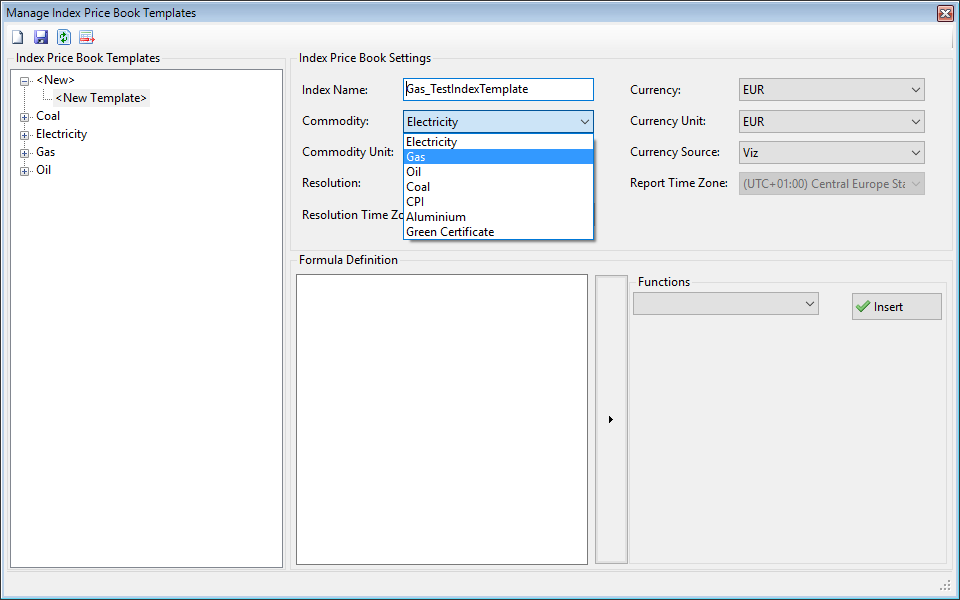 Manage Index Price Book Templates
Index Price Book Templates
<New>
<New Template>
Coal
Electricity
Gas
Oil
Index Price Book Settings
Index Name: Gas_TestIndexTemplate
Commodity: Electricity
Electricity
Gas
Oil
Coal
CPI
Aluminium
Green Certificate
Commodity Unit:
Resolution:
Resolution Time Zo
Currency: EUR
Currency Unit: EUR
Currency Source: Viz
Report Time Zone: (UTC+01:00) Central Europe Sta
Formula Definition
Functions
Insert